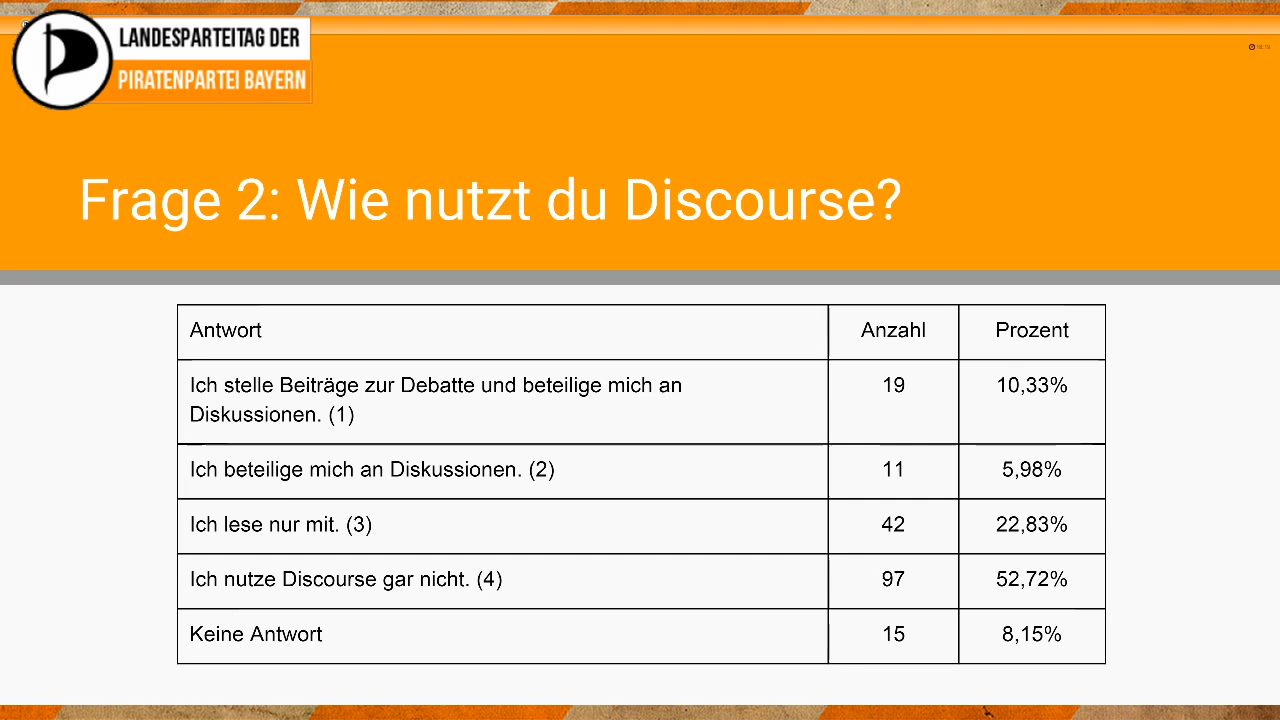 LANDESPARTEITAG DER
PIRATENPARTEI BAYERN
Frage 2: Wie nutzt du Discourse?
Antwort Anzahl Prozent
Ich stelle Beiträge zur Debatte und beteilige mich an
Diskussionen. (1) 19 10,33%
Ich beteilige mich an Diskussionen. (2) 11 5,98%
Ich lese nur mit. (3) 42 22,83%
Ich nutze Discourse gar nicht. (4) 97 52,72%
Keine Antwort 15 8,15%